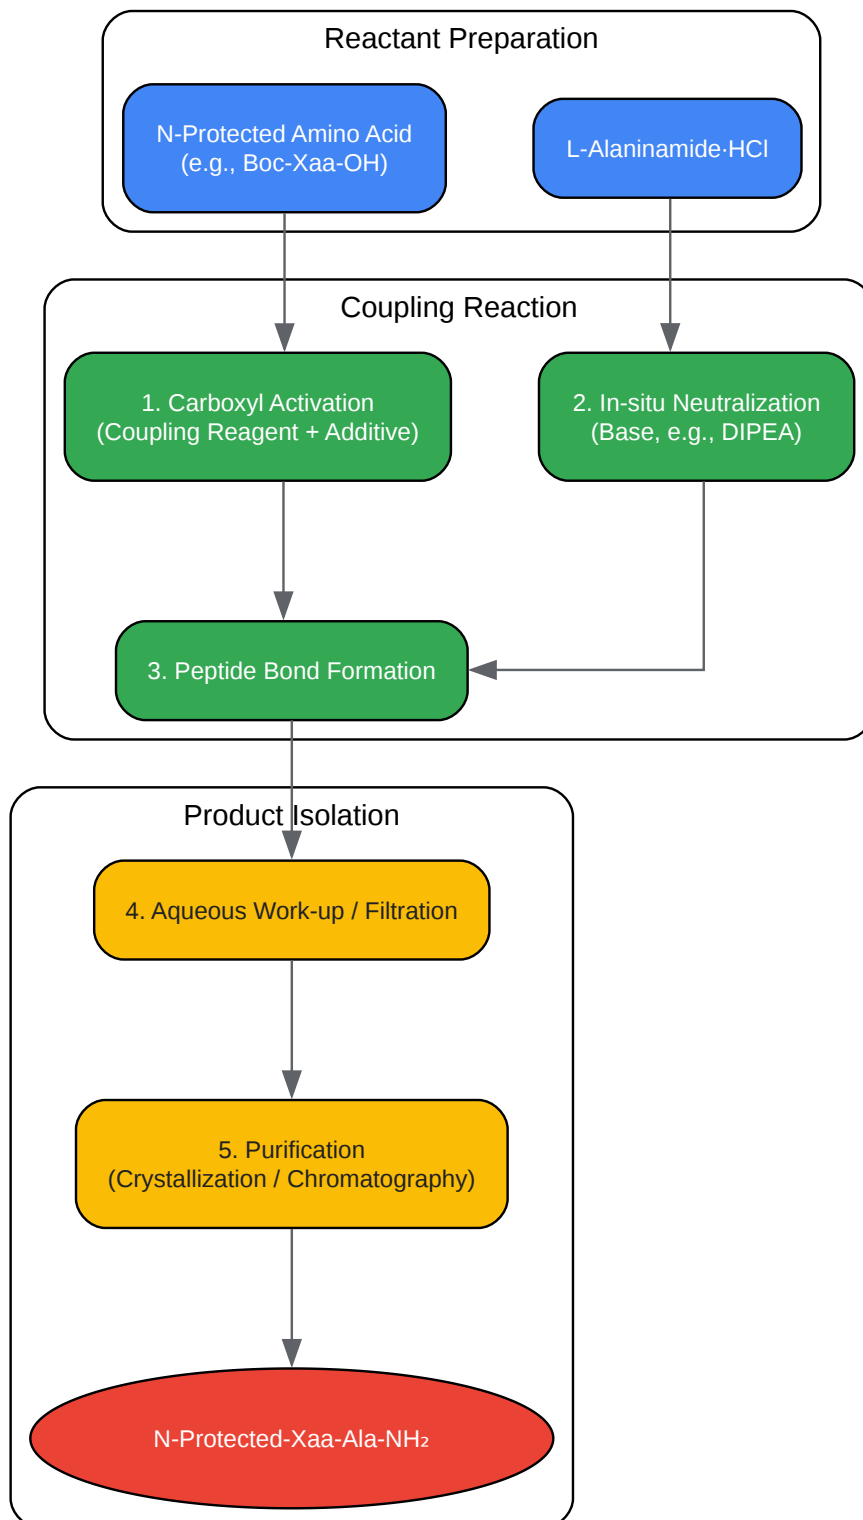 Reactant Preparation
N-Protected Amino Acid
(e.g., Boc-Xaa-OH)
L-Alaninamide·HCl
Coupling Reaction
1. Carboxyl Activation
(Coupling Reagent + Additive)
2. In-situ Neutralization
(Base, e.g., DIPEA)
3. Peptide Bond Formation
Product Isolation
4. Aqueous Work-up / Filtration
5. Purification
(Crystallization / Chromatography)
N-Protected-Xaa-Ala-NH₂